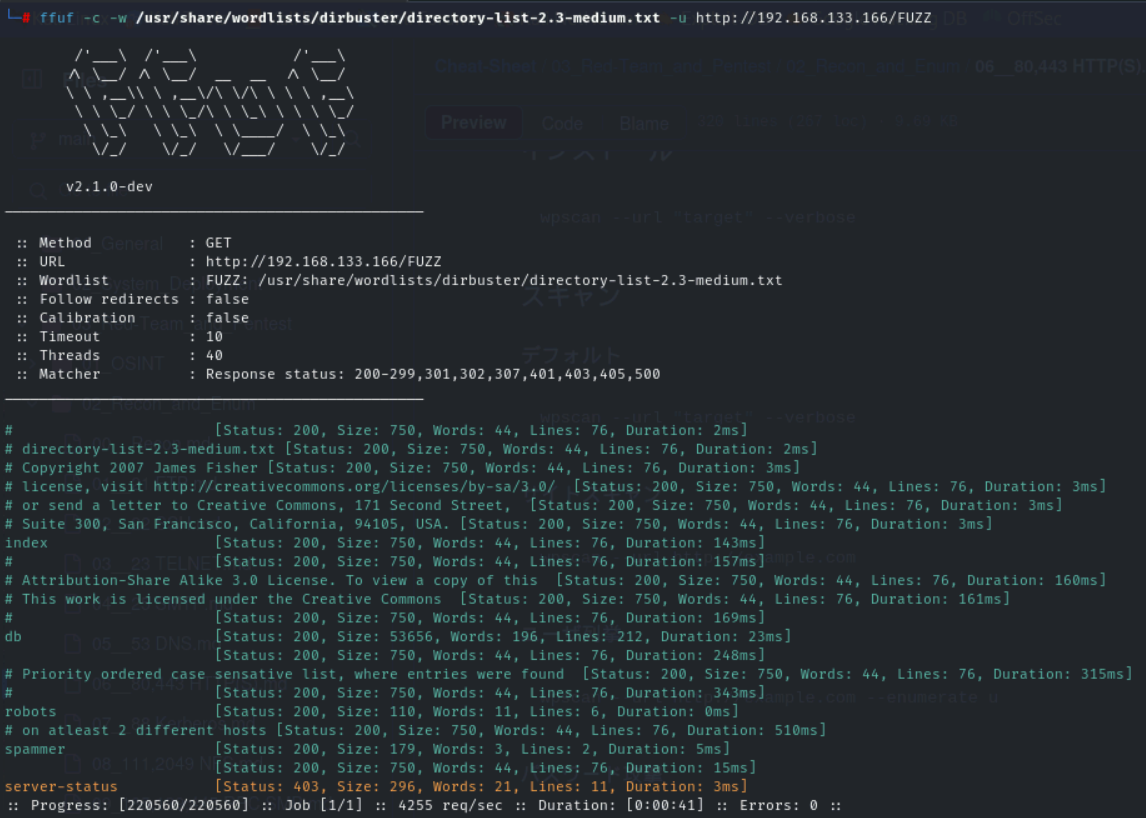 └─# ffuf -c -w /usr/share/wordlists/dirbuster/directory-list-2.3-medium.txt -u http://192.168.133.166/FUZZ
v2.1.0-dev
:: Method : GET
:: URL : http://192.168.133.166/FUZZ
:: Wordlist : FUZZ: /usr/share/wordlists/dirbuster/directory-list-2.3-medium.txt
:: Follow redirects : false
:: Calibration : false
:: Timeout : 10
:: Threads : 40
:: Matcher : Response status: 200-299,301,302,307,401,403,405,500
# [Status: 200, Size: 750, Words: 44, Lines: 76, Duration: 2ms]
# directory-list-2.3-medium.txt [Status: 200, Size: 750, Words: 44, Lines: 76, Duration: 2ms]
# Copyright 2007 James Fisher [Status: 200, Size: 750, Words: 44, Lines: 76, Duration: 3ms]
# license, visit http://creativecommons.org/licenses/by-sa/3.0/ [Status: 200, Size: 750, Words: 44, Lines: 76, Duration: 3ms]
# or send a letter to Creative Commons, 171 Second Street, [Status: 200, Size: 750, Words: 44, Lines: 76, Duration: 3ms]
# Suite 300, San Francisco, California, 94105, USA. [Status: 200, Size: 750, Words: 44, Lines: 76, Duration: 3ms]
index [Status: 200, Size: 750, Words: 44, Lines: 76, Duration: 143ms]
# [Status: 200, Size: 750, Words: 44, Lines: 76, Duration: 157ms]
# Attribution-Share Alike 3.0 License. To view a copy of this [Status: 200, Size: 750, Words: 44, Lines: 76, Duration: 160ms]
# This work is licensed under the Creative Commons [Status: 200, Size: 750, Words: 44, Lines: 76, Duration: 161ms]
# [Status: 200, Size: 750, Words: 44, Lines: 76, Duration: 169ms]
db [Status: 200, Size: 53656, Words: 196, Lines: 212, Duration: 23ms]
[Status: 200, Size: 750, Words: 44, Lines: 76, Duration: 248ms]
# Priority ordered case sensative list, where entries were found [Status: 200, Size: 750, Words: 44, Lines: 76, Duration: 315ms]
# [Status: 200, Size: 750, Words: 44, Lines: 76, Duration: 343ms]
robots [Status: 200, Size: 110, Words: 11, Lines: 6, Duration: 0ms]
# on atleast 2 different hosts [Status: 200, Size: 750, Words: 44, Lines: 76, Duration: 510ms]
spammer [Status: 200, Size: 179, Words: 3, Lines: 2, Duration: 5ms]
[Status: 200, Size: 750, Words: 44, Lines: 76, Duration: 15ms]
server-status [Status: 403, Size: 296, Words: 21, Lines: 11, Duration: 3ms]
:: Progress: [220560/220560] :: Job [1/1] :: 4255 req/sec :: Duration: [0:00:41] :: Errors: 0 ::